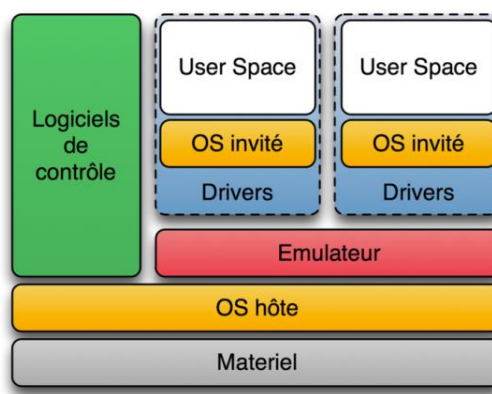 Logiciels
de
contrôle
User Space
OS invité
Drivers
User Space
OS invité
Drivers
Emulateur
OS hôte
Materiel